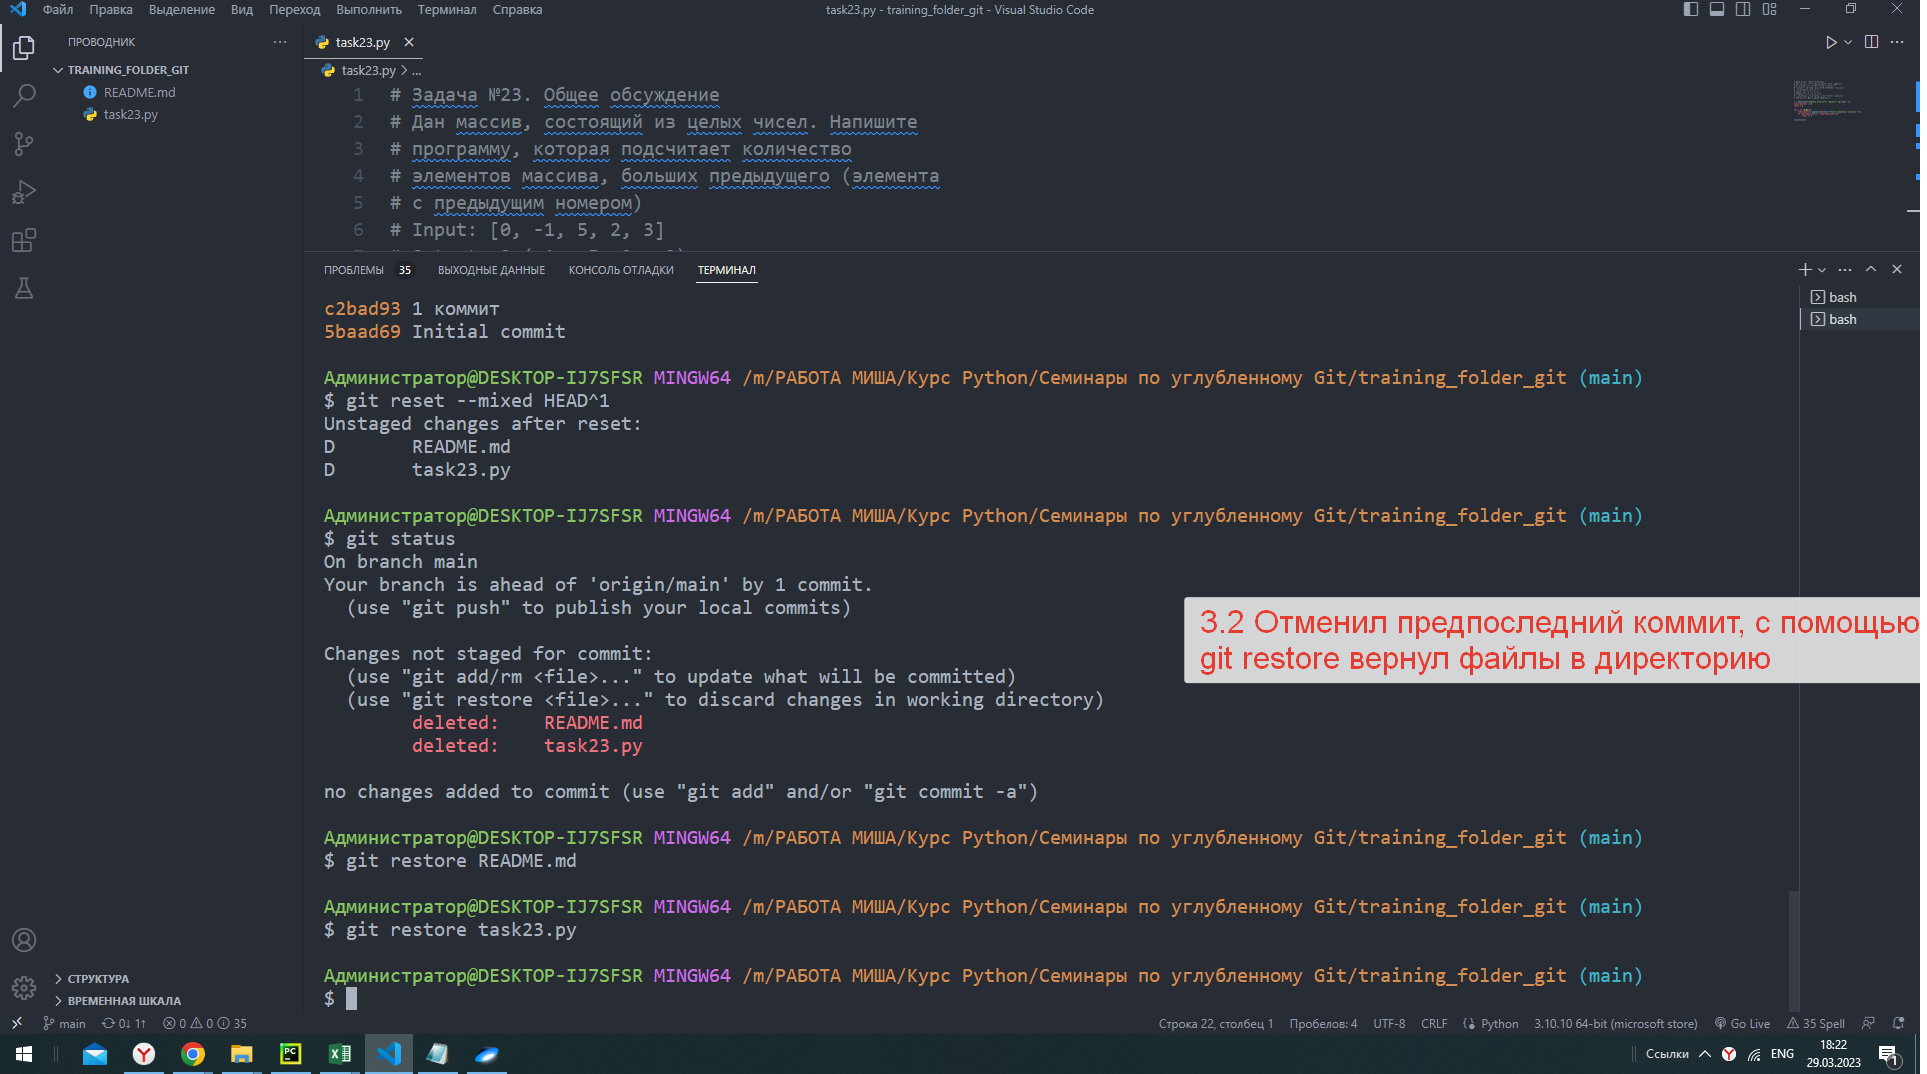 Файл Правка Выделение Вид Переход Выполнить Терминал Справка
task23.py - training_folder_git - Visual Studio Code
ПРОВОДНИК
TRAINING_FOLDER_GIT
README.md
task23.py
task23.py
task23.py > ...
1 # Задача №23. Общее обсуждение
2 # Дан массив, состоящий из целых чисел. Напишите
3 # программу, которая подсчитает количество
4 # элементов массива, больших предыдущего (элемента
5 # с предыдущим номером)
6 # Input: [0, -1, 5, 2, 3]
ПРОБЛЕМЫ 35 ВЫХОДНЫЕ ДАННЫЕ КОНСОЛЬ ОТЛАДКИ ТЕРМИНАЛ
bash
bash
c2bad93 1 коммит
5baad69 Initial commit
Администратор@DESKTOP-IJ7SFSR MINGW64 /m/РАБОТА МИША/Курс Python/Семинары по углубленному Git/training_folder_git (main)
$ git reset --mixed HEAD^1
Unstaged changes after reset:
D README.md
D task23.py
Администратор@DESKTOP-IJ7SFSR MINGW64 /m/РАБОТА МИША/Курс Python/Семинары по углубленному Git/training_folder_git (main)
$ git status
On branch main
Your branch is ahead of 'origin/main' by 1 commit.
(use "git push" to publish your local commits)
Changes not staged for commit:
(use "git add/rm <file>..." to update what will be committed)
(use "git restore <file>..." to discard changes in working directory)
deleted: README.md
deleted: task23.py
no changes added to commit (use "git add" and/or "git commit -a")
Администратор@DESKTOP-IJ7SFSR MINGW64 /m/РАБОТА МИША/Курс Python/Семинары по углубленному Git/training_folder_git (main)
$ git restore README.md
Администратор@DESKTOP-IJ7SFSR MINGW64 /m/РАБОТА МИША/Курс Python/Семинары по углубленному Git/training_folder_git (main)
$ git restore task23.py
Администратор@DESKTOP-IJ7SFSR MINGW64 /m/РАБОТА МИША/Курс Python/Семинары по углубленному Git/training_folder_git (main)
$
3.2 Отменил предпоследний коммит, с помощью
git restore вернул файлы в директорию
СТРУКТУРА
ВРЕМЕННАЯ ШКАЛА
main 0↓ 1↑ 0 0 35
Строка 22, столбец 1 Пробелов: 4 UTF-8 CRLF Python 3.10.10 64-bit (microsoft store) Go Live 35 Spell
Ссылки ENG
18:22
29.03.2023
1